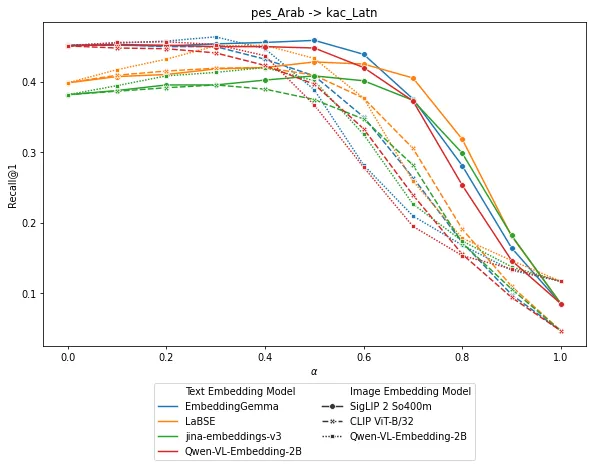 pes_Arab -> kac_Latn
Recall@1
0.4
0.3
0.2
0.1
0.0 0.2 0.4 0.6 0.8 1.0
α
Text Embedding Model
EmbeddingGemma
LaBSE
jina-embeddings-v3
Qwen-VL-Embedding-2B
Image Embedding Model
SigLIP 2 So400m
CLIP ViT-B/32
Qwen-VL-Embedding-2B